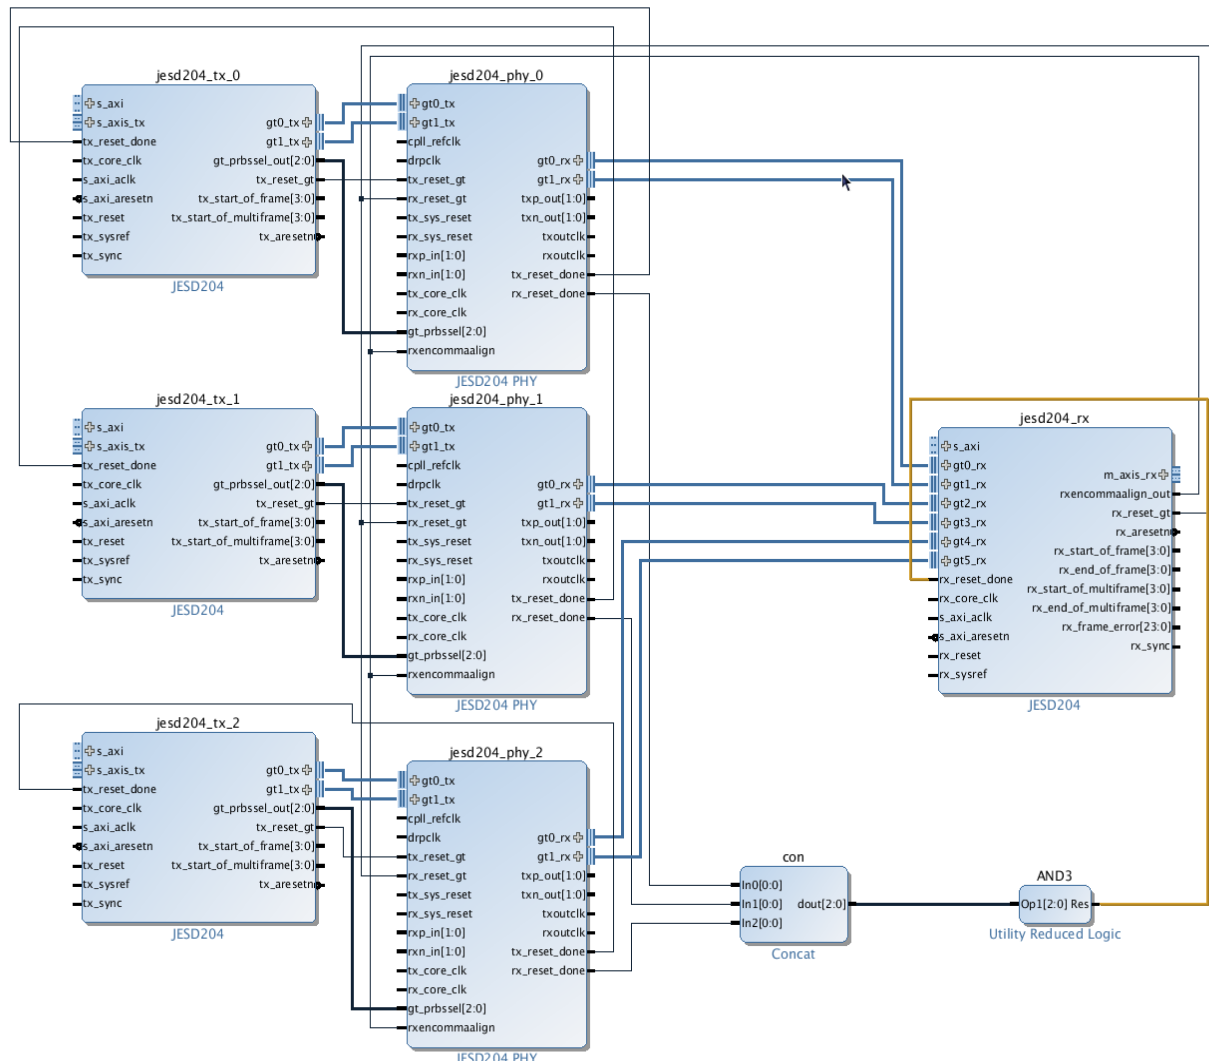 jesd204_tx_0
s_axi
s_axis_tx
tx_reset_done
tx_core_clk
s_axi_aclk
s_axi_aresetn
tx_reset
tx_sysref
tx_sync
gt0_tx
gt1_tx
gt_prbssel_out[2:0]
tx_reset_gt
tx_start_of_frame[3:0]
tx_start_of_multiframe[3:0]
tx_aresetn
JESD204
jesd204_phy_0
gt0_tx
gt1_tx
cpll_refclk
drpclk
tx_reset_gt
rx_reset_gt
tx_sys_reset
rx_sys_reset
rxp_in[1:0]
rxn_in[1:0]
tx_core_clk
rx_core_clk
gt_prbssel[2:0]
rxencommaalign
gt0_rx
gt1_rx
txp_out[1:0]
txn_out[1:0]
txoutclk
rxoutclk
tx_reset_done
rx_reset_done
JESD204 PHY
jesd204_tx_1
s_axi
s_axis_tx
tx_reset_done
tx_core_clk
s_axi_aclk
s_axi_aresetn
tx_reset
tx_sysref
tx_sync
gt0_tx
gt1_tx
gt_prbssel_out[2:0]
tx_reset_gt
tx_start_of_frame[3:0]
tx_start_of_multiframe[3:0]
tx_aresetn
JESD204
jesd204_phy_1
gt0_tx
gt1_tx
cpll_refclk
drpclk
tx_reset_gt
rx_reset_gt
tx_sys_reset
rx_sys_reset
rxp_in[1:0]
rxn_in[1:0]
tx_core_clk
rx_core_clk
gt_prbssel[2:0]
rxencommaalign
gt0_rx
gt1_rx
txp_out[1:0]
txn_out[1:0]
txoutclk
rxoutclk
tx_reset_done
rx_reset_done
JESD204 PHY
jesd204_rx
s_axi
gt0_rx
gt1_rx
gt2_rx
gt3_rx
gt4_rx
gt5_rx
rx_reset_done
rx_core_clk
s_axi_aclk
s_axi_aresetn
rx_reset
rx_sysref
m_axis_rx
rxencommaalign_out
rx_reset_gt
rx_aresetn
rx_start_of_frame[3:0]
rx_end_of_frame[3:0]
rx_start_of_multiframe[3:0]
rx_end_of_multiframe[3:0]
rx_frame_error[23:0]
rx_sync
JESD204
jesd204_tx_2
s_axi
s_axis_tx
tx_reset_done
tx_core_clk
s_axi_aclk
s_axi_aresetn
tx_reset
tx_sysref
tx_sync
gt0_tx
gt1_tx
gt_prbssel_out[2:0]
tx_reset_gt
tx_start_of_frame[3:0]
tx_start_of_multiframe[3:0]
tx_aresetn
JESD204
jesd204_phy_2
gt0_tx
gt1_tx
cpll_refclk
drpclk
tx_reset_gt
rx_reset_gt
tx_sys_reset
rx_sys_reset
rxp_in[1:0]
rxn_in[1:0]
tx_core_clk
rx_core_clk
gt_prbssel[2:0]
rxencommaalign
gt0_rx
gt1_rx
txp_out[1:0]
txn_out[1:0]
txoutclk
rxoutclk
tx_reset_done
rx_reset_done
JESD204 PHY
con
In0[0:0]
In1[0:0]
In2[0:0]
dout[2:0]
Concat
AND3
Op1[2:0] Res
Utility Reduced Logic